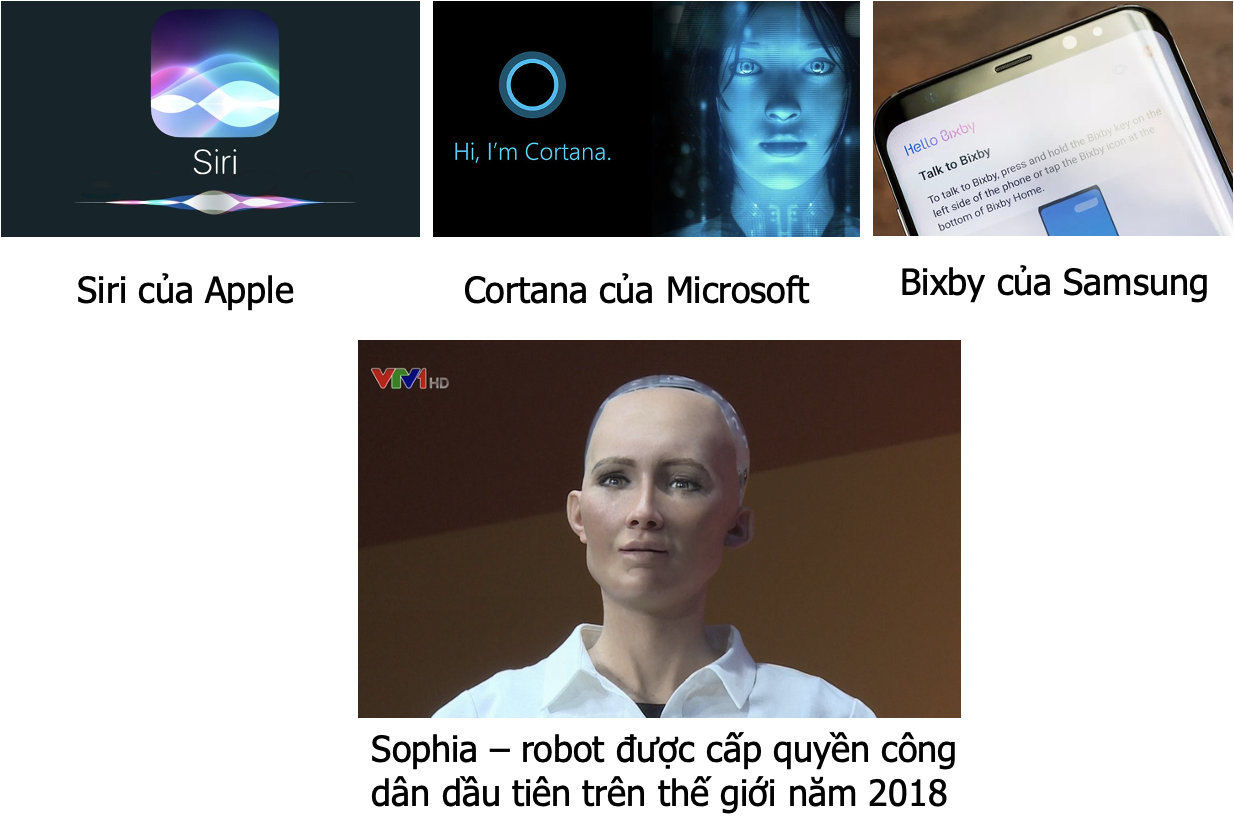 Siri
Hi, I'm Cortana.
Hello Bixby
Talk to Bixby
To talk to Bixby, press and hold the Bixby key on the
left side of the phone or tap the Bixby icon at the
bottom of Bixby Home.
Siri của Apple
Cortana của Microsoft
Bixby của Samsung
VTV1 HD
Sophia – robot được cấp quyền công
dân dầu tiên trên thế giới năm 2018